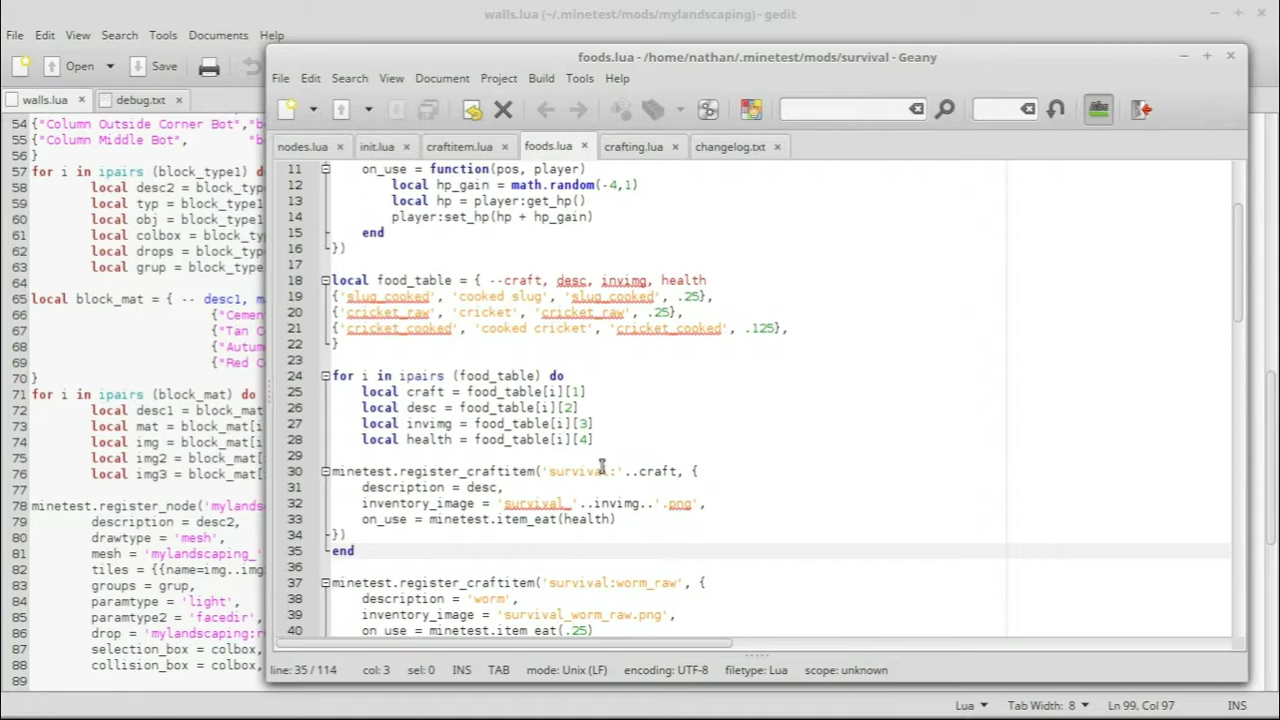 walls.lua (~/.minetest/mods/mylandscaping) - gedit
File Edit View Search Tools Documents Help
Open Save
walls.lua × debug.txt ×
54 {"Column Outside Corner Bot","b
55 {"Column Middle Bot", "b
56 }
57 for i in ipairs (block_type1) do
58 local desc2 = block_type
59 local typ = block_type1
60 local obj = block_type1
61 local colbox = block_ty
62 local drops = block_typ
63 local grup = block_type
64
65 local block_mat = { -- desc1, ma
66 {"Cemen
67 {"Tan C
68 {"Autum
69 {"Red C
70 }
71 for i in ipairs (block_mat) do
72 local desc1 = block_mat
73 local mat = block_mat[i
74 local img = block_mat[i
75 local img2 = block_mat[
76 local img3 = block_mat[
77
78 minetest.register_node('mylands
79 description = desc2,
80 drawtype = 'mesh',
81 mesh = 'mylandscaping_'
82 tiles = {{name=img..img
83 groups = grup,
84 paramtype = 'light',
85 paramtype2 = 'facedir',
86 drop = 'mylandscaping:r
87 selection_box = colbox,
88 collision_box = colbox,
89
foods.lua - /home/nathan/.minetest/mods/survival - Geany
File Edit Search View Document Project Build Tools Help
nodes.lua × init.lua × craftitem.lua × foods.lua × crafting.lua × changelog.txt ×
11 on_use = function(pos, player)
12 local hp_gain = math.random(-4,1)
13 local hp = player:get_hp()
14 player:set_hp(hp + hp_gain)
15 end
16 })
17
18 local food_table = { --craft, desc, invimg, health
19 {'slug_cooked', 'cooked slug', 'slug_cooked', .25},
20 {'cricket_raw', 'cricket', 'cricket_raw', .25},
21 {'cricket_cooked', 'cooked cricket', 'cricket_cooked', .125},
22 }
23
24 for i in ipairs (food_table) do
25 local craft = food_table[i][1]
26 local desc = food_table[i][2]
27 local invimg = food_table[i][3]
28 local health = food_table[i][4]
29
30 minetest.register_craftitem('survival:'..craft, {
31 description = desc,
32 inventory_image = 'survival_'..invimg..'.png',
33 on_use = minetest.item_eat(health)
34 })
35 end
36
37 minetest.register_craftitem('survival:worm_raw', {
38 description = 'worm',
39 inventory_image = 'survival_worm_raw.png',
40 on_use = minetest.item_eat(.25)
line: 35 / 114 col: 3 sel: 0 INS TAB mode: Unix (LF) encoding: UTF-8 filetype: Lua scope: unknown
Lua Tab Width: 8 Ln 99, Col 97 INS